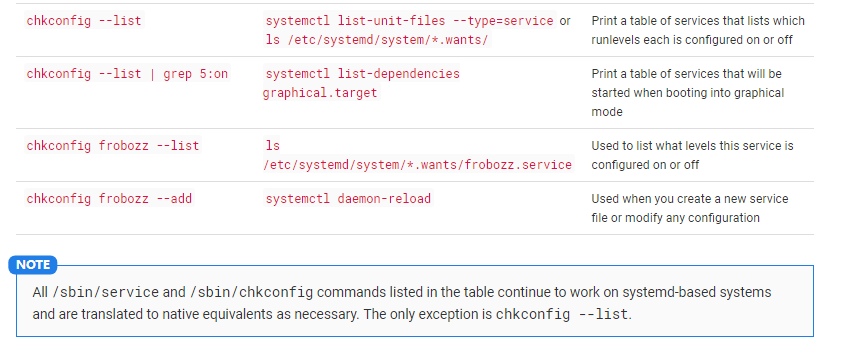 chkconfig --list
systemctl list-unit-files --type=service or
ls /etc/systemd/system/*.wants/
Print a table of services that lists which
runlevels each is configured on or off
chkconfig --list | grep 5:on
systemctl list-dependencies
graphical.target
Print a table of services that will be
started when booting into graphical
mode
chkconfig frobozz --list
ls
/etc/systemd/system/*.wants/frobozz.service
Used to list what levels this service is
configured on or off
chkconfig frobozz --add
systemctl daemon-reload
Used when you create a new service
file or modify any configuration
NOTE
All /sbin/service and /sbin/chkconfig commands listed in the table continue to work on systemd-based systems
and are translated to native equivalents as necessary. The only exception is chkconfig --list.